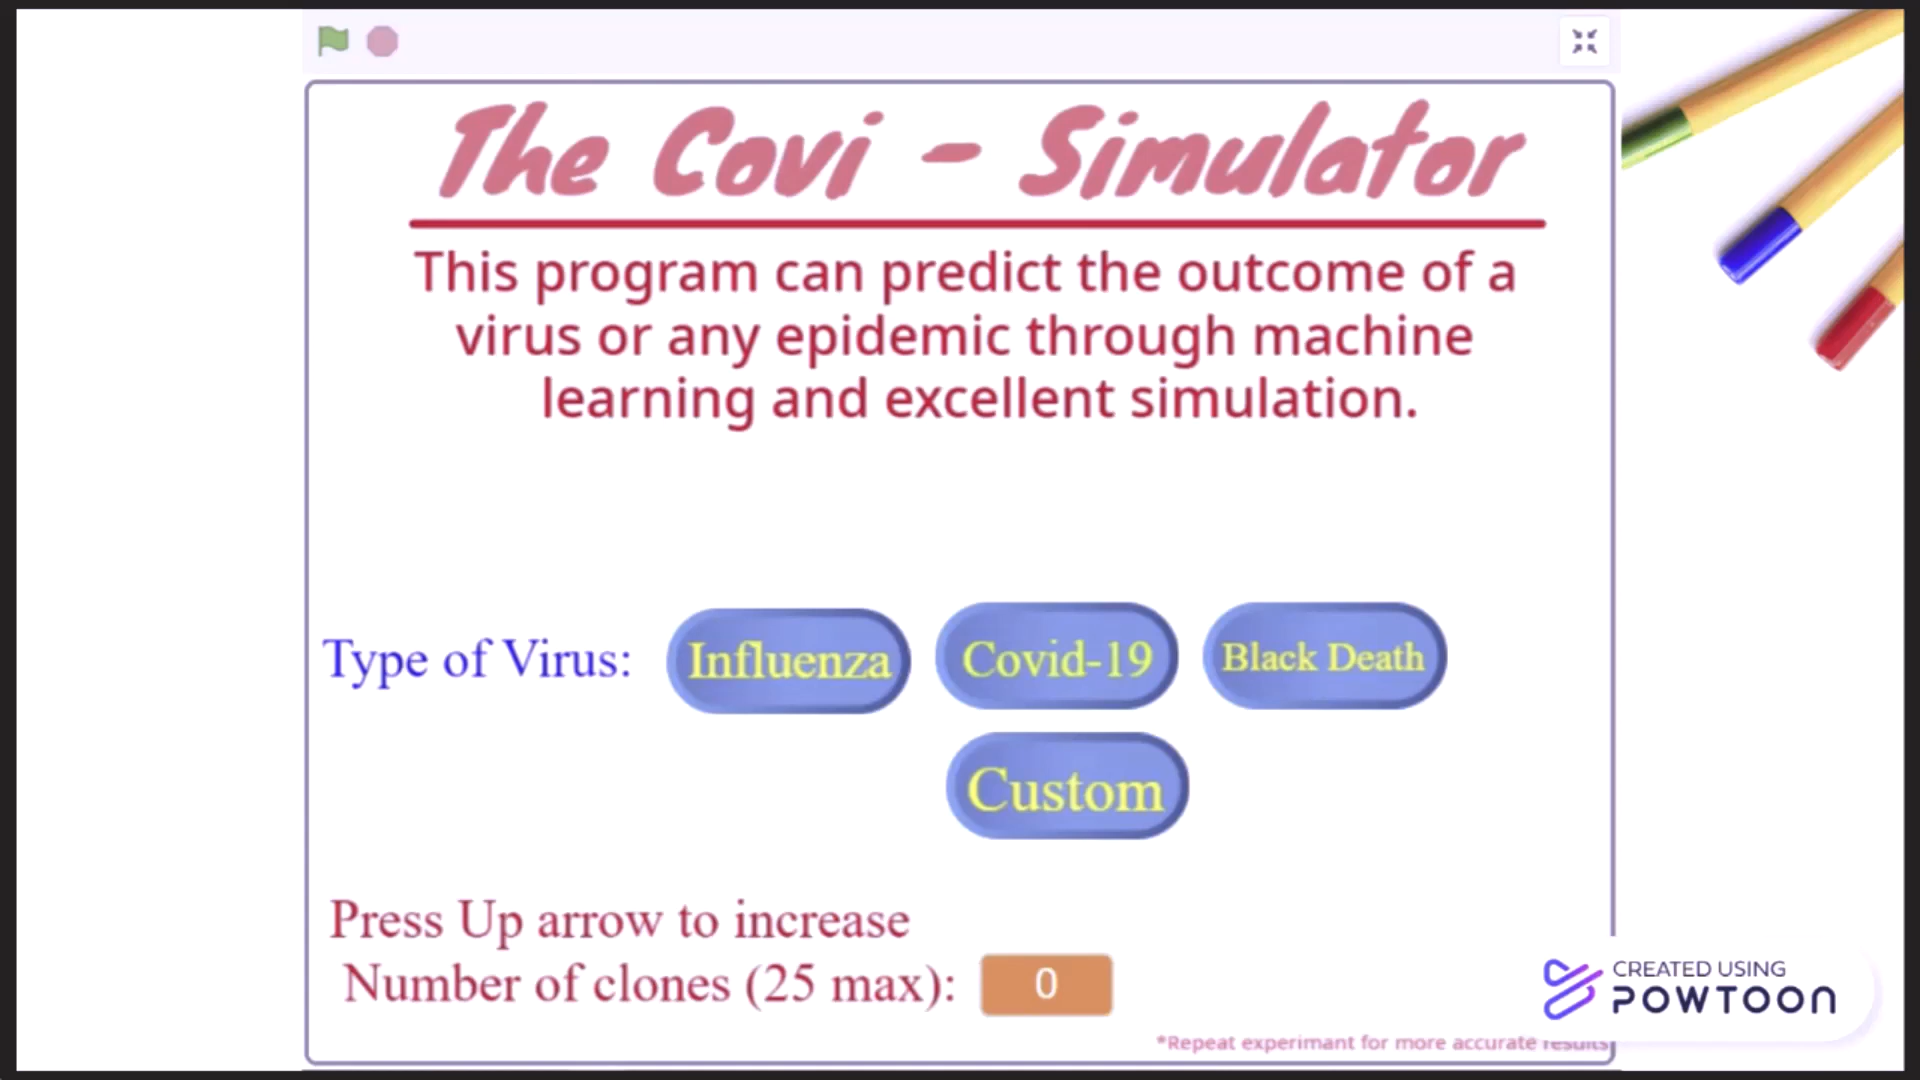 The Covi - Simulator
This program can predict the outcome of a
virus or any epidemic through machine
learning and excellent simulation.
Type of Virus:
Influenza
Covid-19
Black Death
Custom
Press Up arrow to increase
Number of clones (25 max):
0
CREATED USING
POWTOON
*Repeat experimant for more accurate results